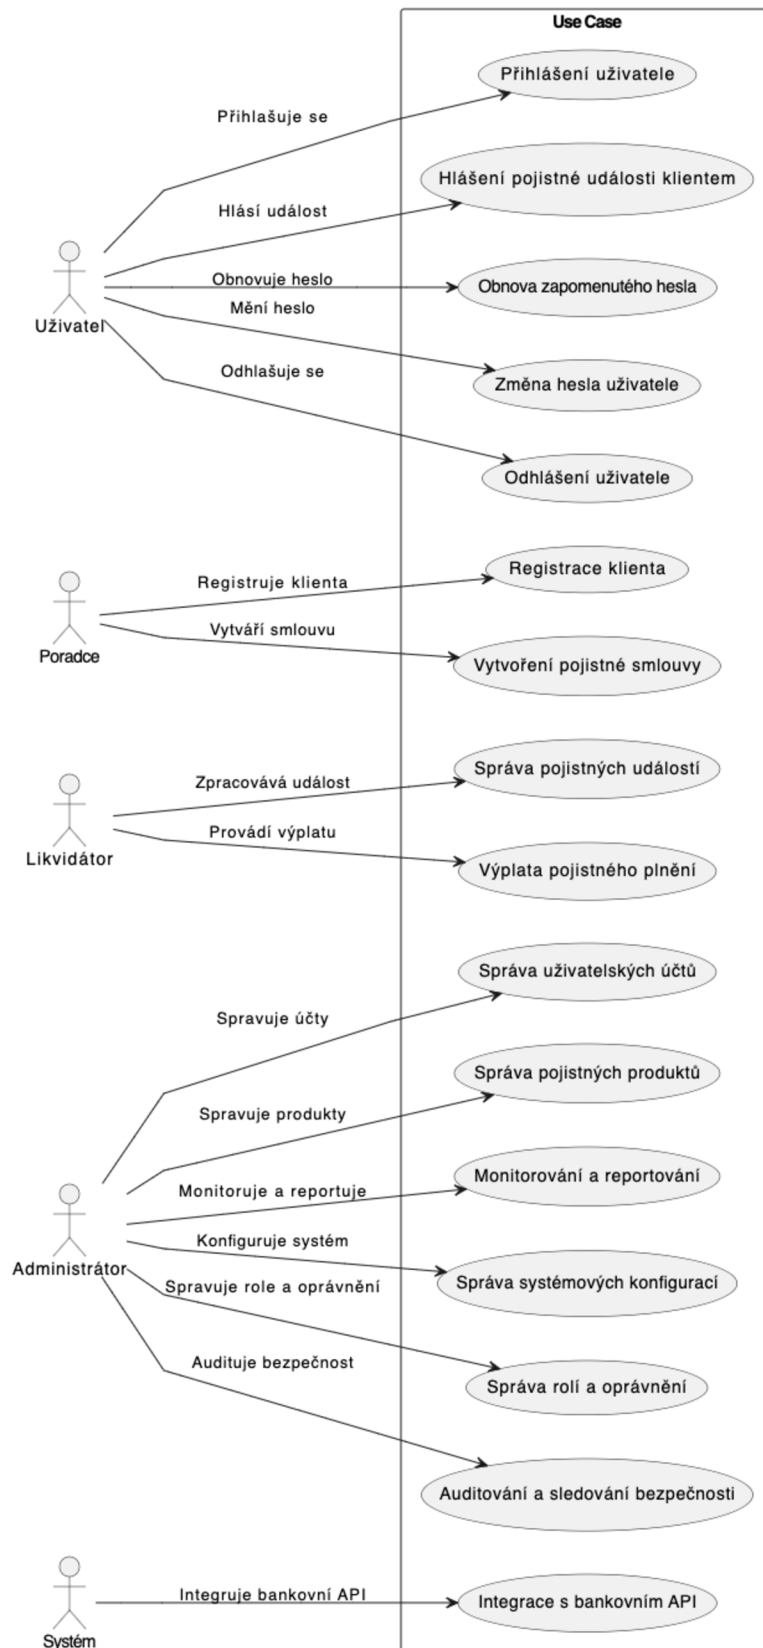 Use Case
Přihlášení uživatele
Přihlašuje se
Hlášení pojistné události klientem
Hlásí událost
Obnovuje heslo
Obnova zapomenutého hesla
Mění heslo
Uživatel
Odhlašuje se
Změna hesla uživatele
Odhlášení uživatele
Registrace klienta
Registruje klienta
Vytváří smlouvu
Poradce
Vytvoření pojistné smlouvy
Správa pojistných událostí
Zpracovává událost
Provádí výplatu
Likvidátor
Výplata pojistného plnění
Správa uživatelských účtů
Spravuje účty
Správa pojistných produktů
Spravuje produkty
Monitorování a reportování
Monitoruje a reportuje
Konfiguruje systém
Administrátor
Správa systémových konfigurací
Spravuje role a oprávnění
Audituje bezpečnost
Správa rolí a oprávnění
Auditování a sledování bezpečnosti
Integruje bankovní API
Integrace s bankovním API
Systém